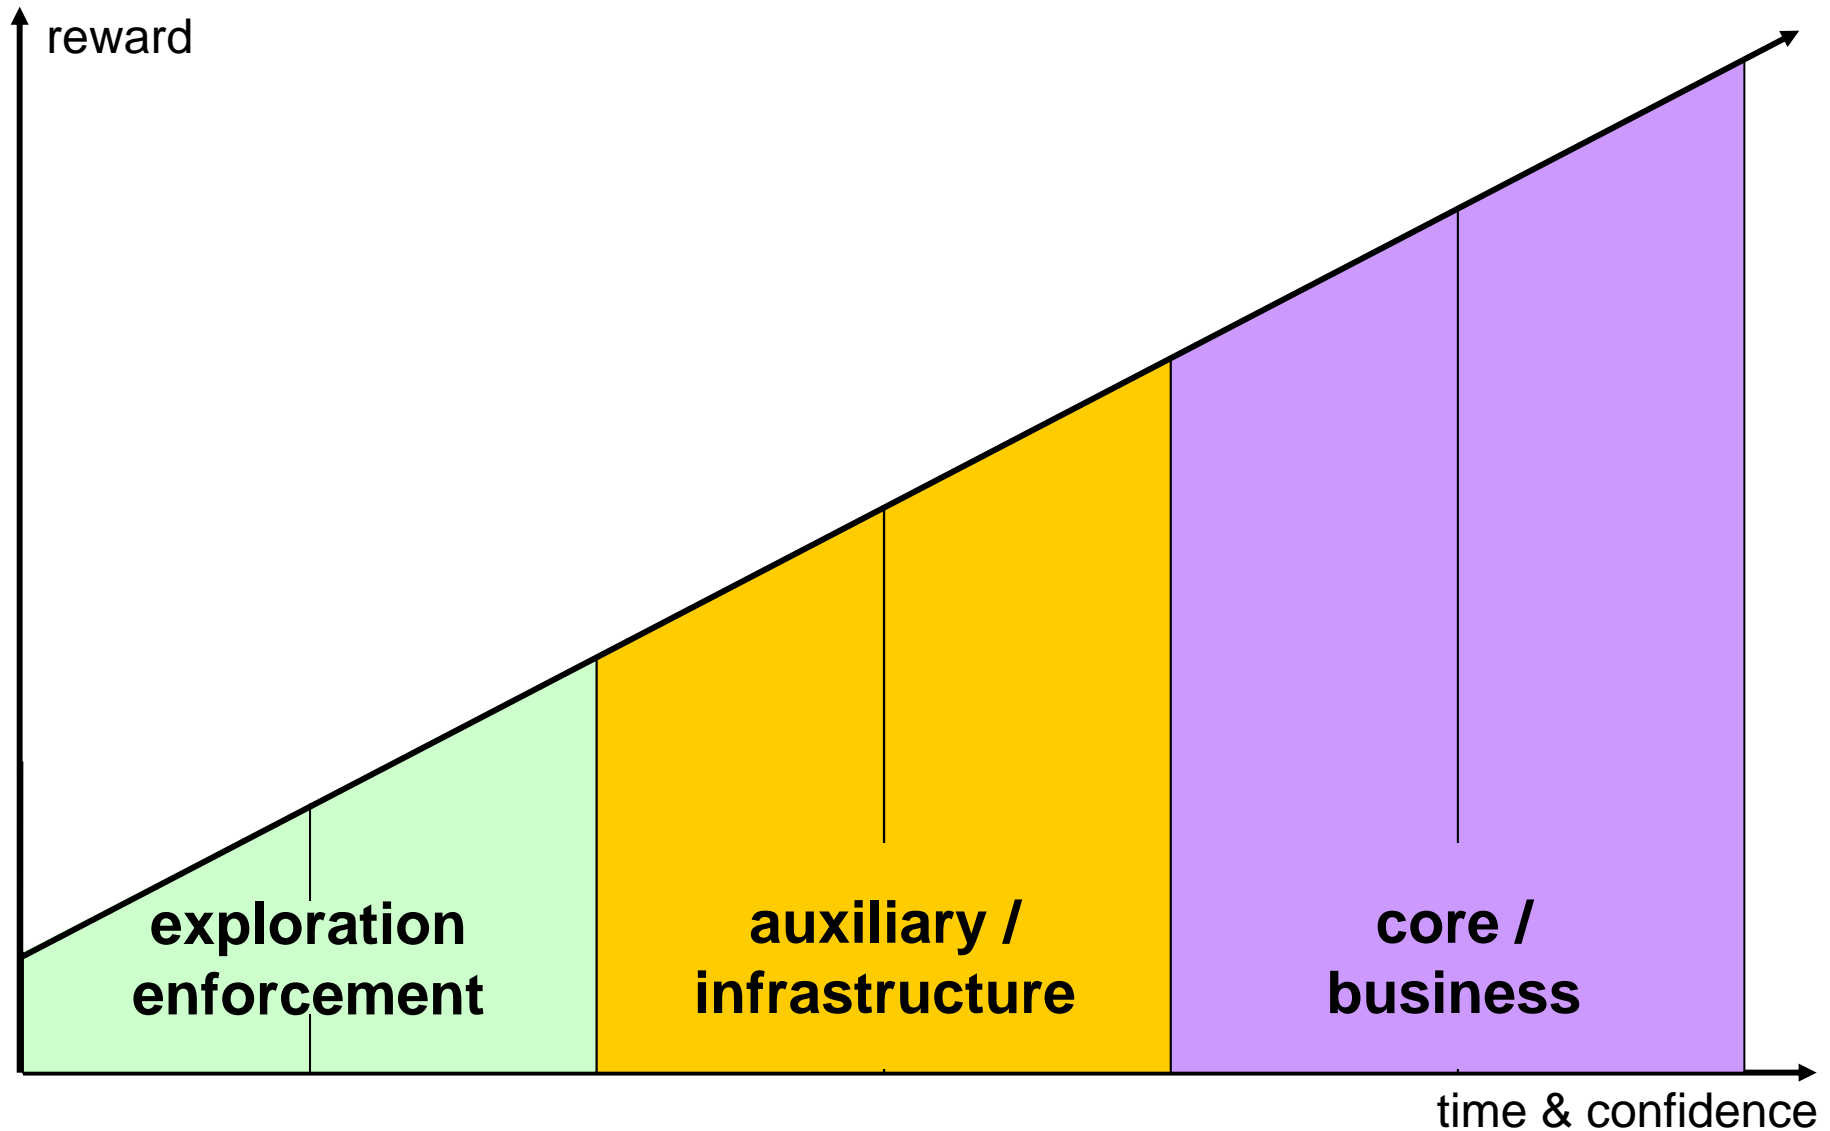 reward
exploration
enforcement
auxiliary /
infrastructure
core /
business
time & confidence